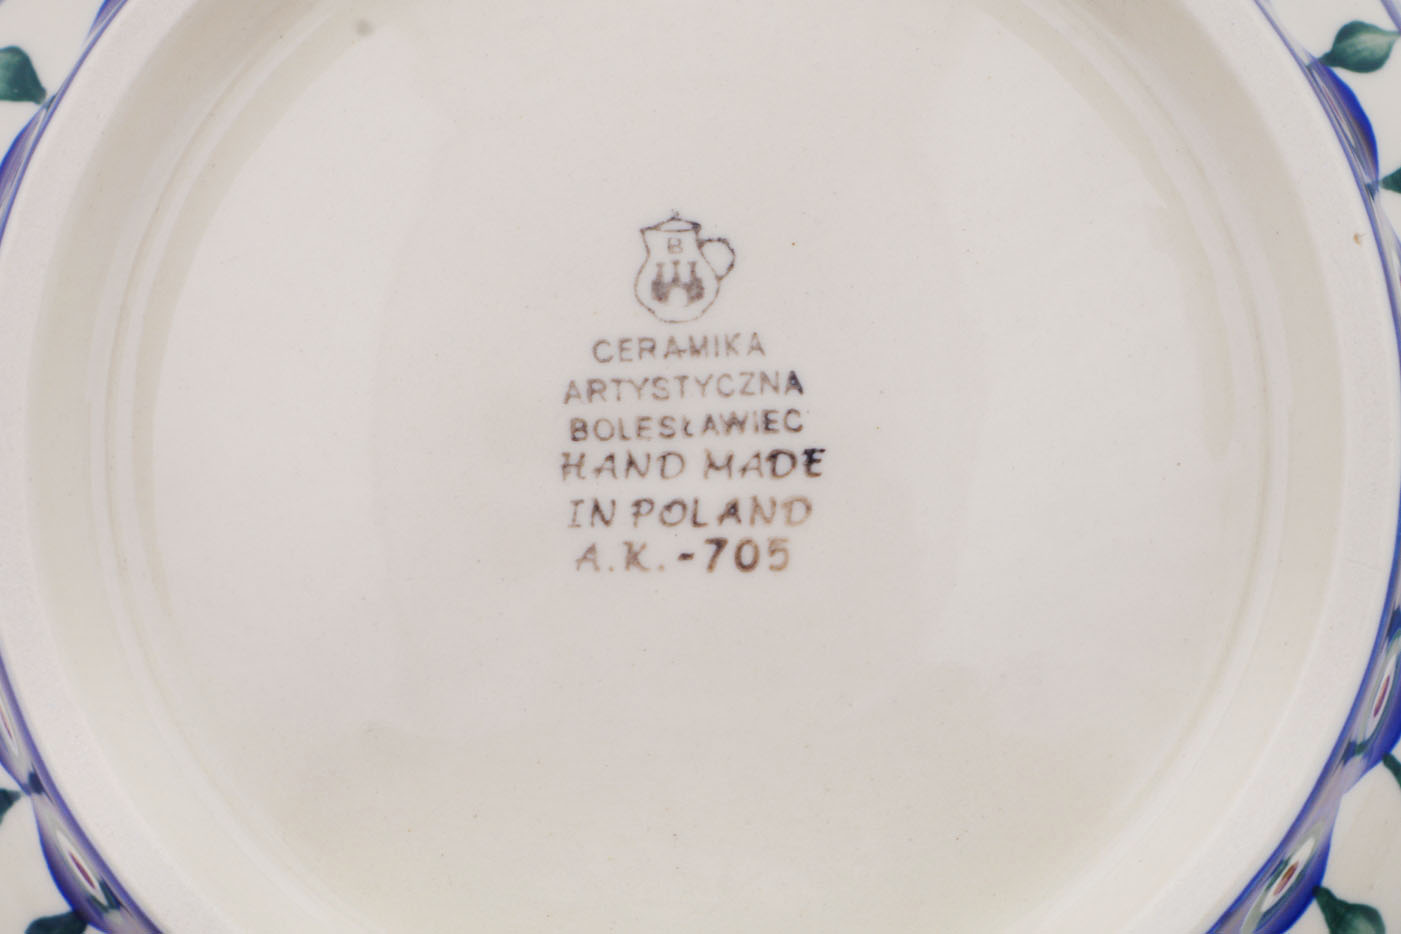 B
CERAMIKA
ARTYSTYCZNA
BOLESŁAWIEC
HAND MADE
IN POLAND
A.K.-705